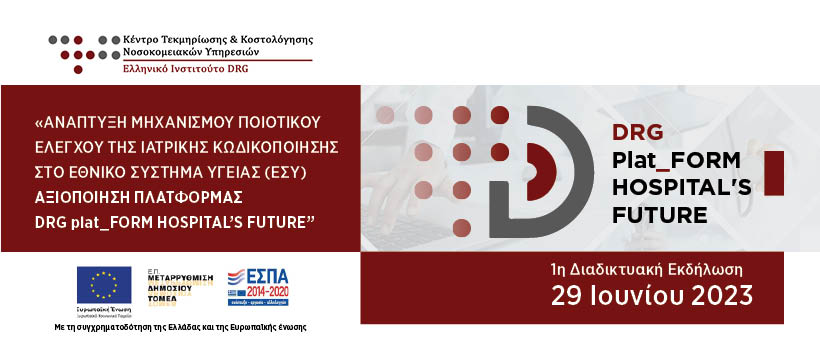 Κέντρο Τεκμηρίωσης & Κοστολόγησης
Νοσοκομειακών Υπηρεσιών
Ελληνικό Ινστιτούτο DRG
«ΑΝΑΠΤΥΞΗ ΜΗΧΑΝΙΣΜΟΥ ΠΟΙΟΤΙΚΟΥ
ΕΛΕΓΧΟΥ ΤΗΣ ΙΑΤΡΙΚΗΣ ΚΩΔΙΚΟΠΟΙΗΣΗΣ
ΣΤΟ ΕΘΝΙΚΟ ΣΥΣΤΗΜΑ ΥΓΕΙΑΣ (ΕΣΥ)
ΑΞΙΟΠΟΙΗΣΗ ΠΛΑΤΦΟΡΜΑΣ
DRG plat_FORM HOSPITAL’S FUTURE”
DRG
Plat_FORM
HOSPITAL'S
FUTURE
1η Διαδικτυακή Εκδήλωση
29 Ιουνίου 2023
Ευρωπαϊκή Ένωση
Ευρωπαϊκό Κοινωνικό Ταμείο
ΕΠ.
ΜΕΤΑΡΡΥΘΜΙΣΗ
ΔΗΜΟΣΙΟΥ
ΤΟΜΕΑ
ΕΣΠΑ
2014-2020
ανάπτυξη - εργασία - αλληλεγγύη
Με τη συγχρηματοδότηση της Ελλάδας και της Ευρωπαϊκής ένωσης